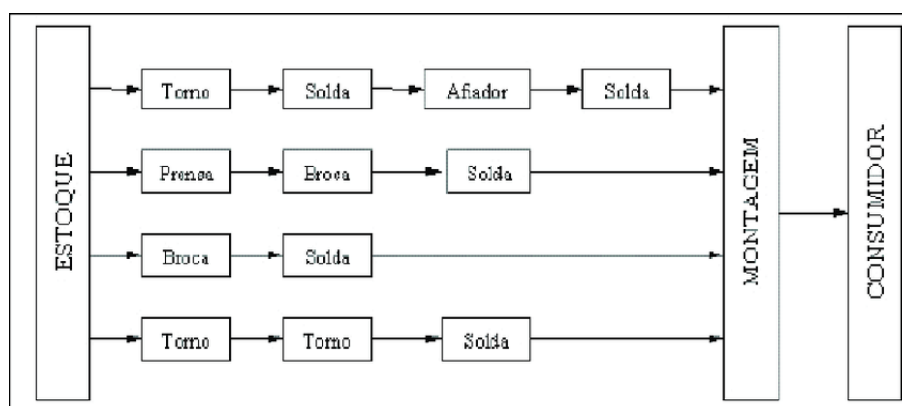 ESTOQUE
Torno Solda Afiador Solda
Prensa Broca Solda
Broca Solda
Torno Torno Solda
MONTAGEM
CONSUMIDOR